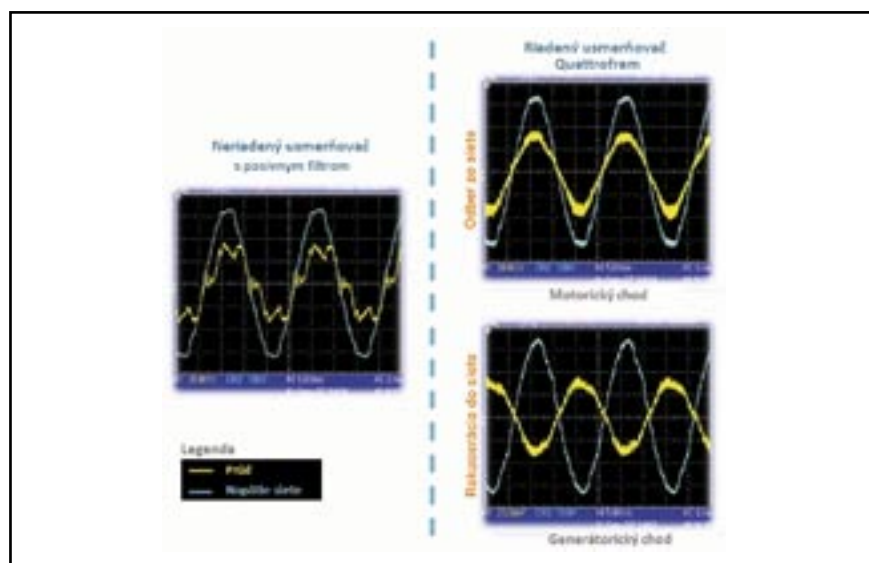 Neriadený usmerňovač
s pasívnym filtrom
Legenda
Prúd
Napätie siete
Riadený usmerňovač
Quattrofrem
Odber zo siete
Motorický chod
Rekuperácia do siete
Generátorický chod